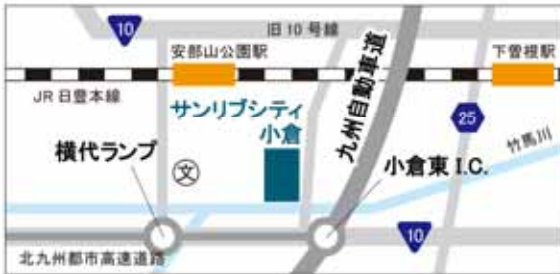 10
旧10号線
安部山公園駅
下曽根駅
JR日豊本線
サンリブシティ
小倉
九州自動車道
25
竹馬川
横代ランプ
文
小倉東I.C.
10
北九州都市高速道路